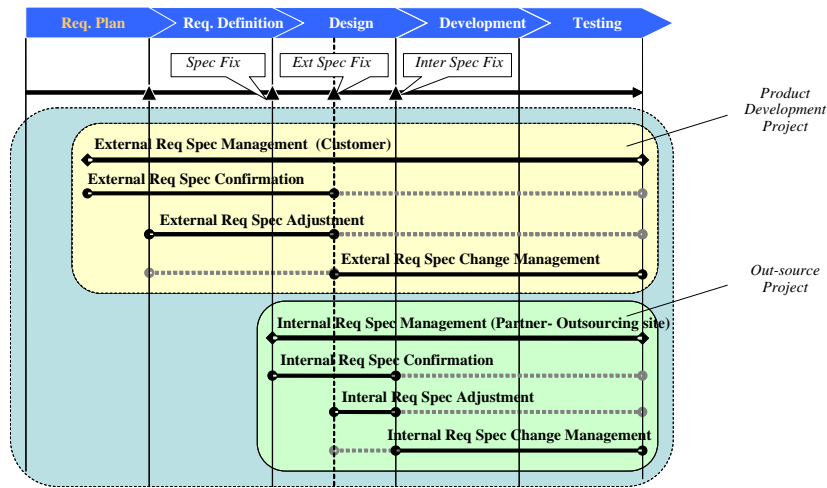 Req. Plan
Req. Definition
Design
Development
Testing
Spec Fix
Ext Spec Fix
Inter Spec Fix
Product
Development
Project
External Req Spec Management  (Customer)
External Req Spec Confirmation
External Req Spec Adjustment
Exteral Req Spec Change Management
Out-source
Project
Internal Req Spec Management (Partner- Outsourcing site)
Internal Req Spec Confirmation
Interal Req Spec Adjustment
Internal Req Spec Change Management